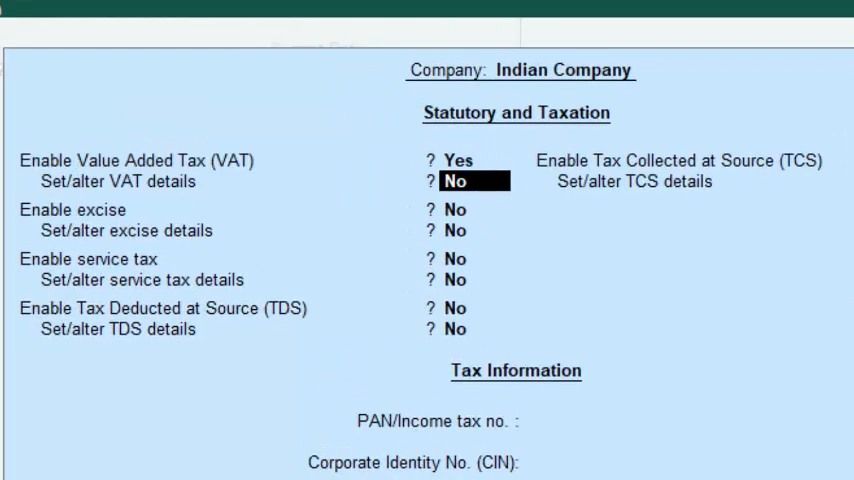 Company: Indian Company
Statutory and Taxation
Enable Value Added Tax (VAT) ? Yes Enable Tax Collected at Source (TCS)
Set/alter VAT details ? No Set/alter TCS details
Enable excise ? No
Set/alter excise details ? No
Enable service tax ? No
Set/alter service tax details ? No
Enable Tax Deducted at Source (TDS) ? No
Set/alter TDS details ? No
Tax Information
PAN/Income tax no. :
Corporate Identity No. (CIN):